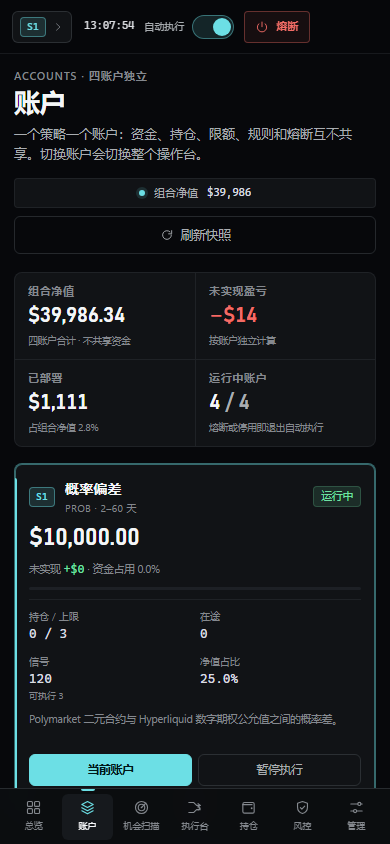 S1 13:07:54 自动执行 熔断
ACCOUNTS · 四账户独立
账户
一个策略一个账户：资金、持仓、限额、规则和熔断互不共
享。切换账户会切换整个操作台。
组合净值 $39,986
刷新快照
组合净值
$39,986.34
四账户合计 · 不共享资金
未实现盈亏
−$14
按账户独立计算
已部署
$1,111
占组合净值 2.8%
运行中账户
4 / 4
熔断或停用即退出自动执行
S1 概率偏差 运行中
PROB · 2–60 天
$10,000.00
未实现 +$0 · 资金占用 0.0%
持仓 / 上限
0 / 3
在途
0
信号
120
可执行 3
净值占比
25.0%
Polymarket 二元合约与 Hyperliquid 数字期权公允值之间的概率差。
当前账户 暂停执行
总览 账户 机会扫描 执行台 持仓 风控 管理